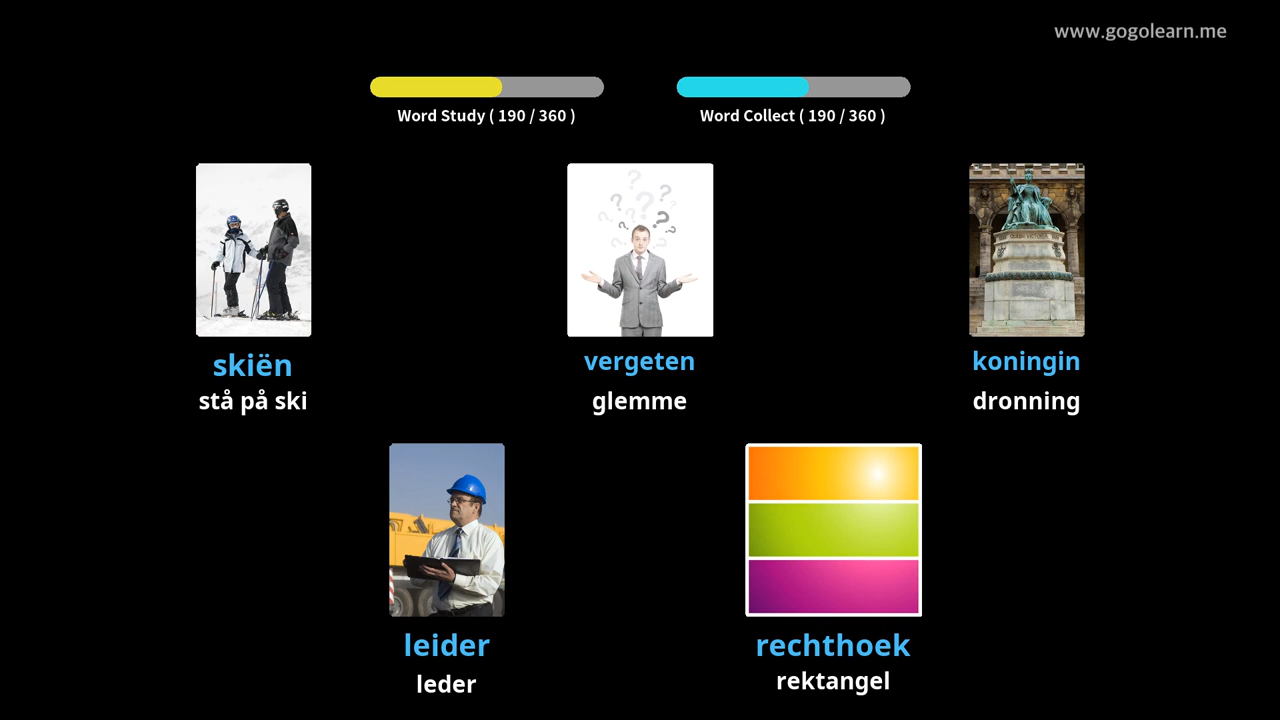 www.gogolearn.me
Word Study ( 190 / 360 )
Word Collect ( 190 / 360 )
skiën
stå på ski
vergeten
glemme
koningin
dronning
leider
leder
rechthoek
rektangel